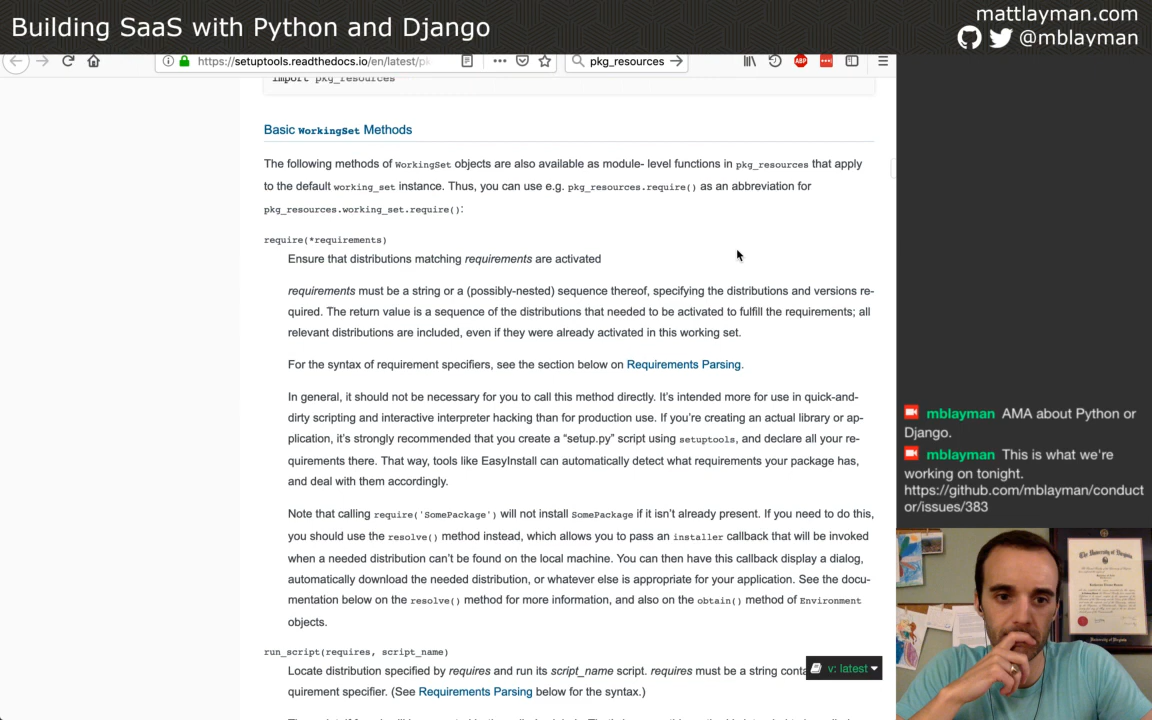 Building SaaS with Python and Django
mattlayman.com
@mblayman
https://setuptools.readthedocs.io/en/latest/pk
pkg_resources
ABP
import pkg_resources
Basic WorkingSet Methods
The following methods of WorkingSet objects are also available as module- level functions in pkg_resources that apply
to the default working_set instance. Thus, you can use e.g. pkg_resources.require() as an abbreviation for
pkg_resources.working_set.require():
require(*requirements)
Ensure that distributions matching requirements are activated
requirements must be a string or a (possibly-nested) sequence thereof, specifying the distributions and versions re-
quired. The return value is a sequence of the distributions that needed to be activated to fulfill the requirements; all
relevant distributions are included, even if they were already activated in this working set.
For the syntax of requirement specifiers, see the section below on Requirements Parsing.
In general, it should not be necessary for you to call this method directly. It's intended more for use in quick-and-
dirty scripting and interactive interpreter hacking than for production use. If you're creating an actual library or ap-
plication, it's strongly recommended that you create a "setup.py" script using setuptools, and declare all your re-
quirements there. That way, tools like EasyInstall can automatically detect what requirements your package has,
and deal with them accordingly.
Note that calling require('SomePackage') will not install SomePackage if it isn't already present. If you need to do this,
you should use the resolve() method instead, which allows you to pass an installer callback that will be invoked
when a needed distribution can't be found on the local machine. You can then have this callback display a dialog,
automatically download the needed distribution, or whatever else is appropriate for your application. See the docu-
mentation below on the resolve() method for more information, and also on the obtain() method of Environment
objects.
run_script(requires, script_name)
Locate distribution specified by requires and run its script_name script. requires must be a string conta
quirement specifier. (See Requirements Parsing below for the syntax.)
v: latest
mblayman AMA about Python or
Django.
mblayman This is what we're
working on tonight.
https://github.com/mblayman/conduct
or/issues/383
The University of Virginia